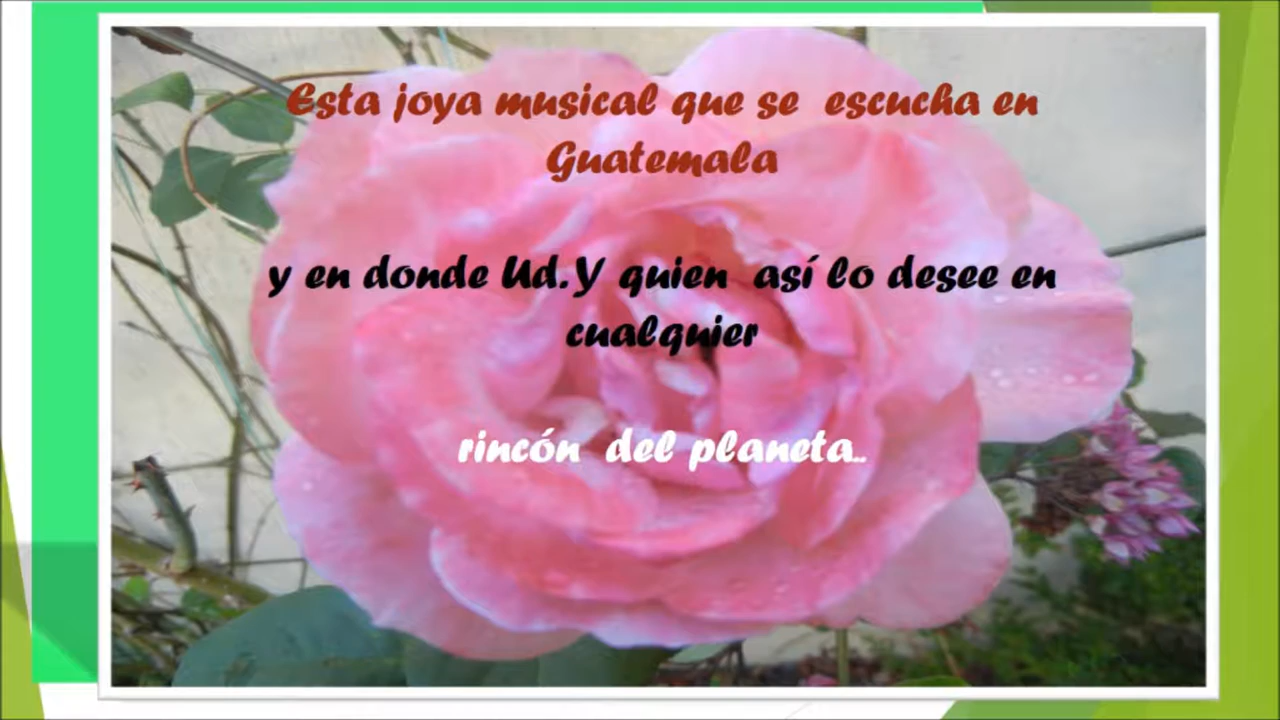 Esta joya musical que se escucha en
Guatemala
y en donde Ud. Y quien así lo desee en
cualquier
rincón del planeta..